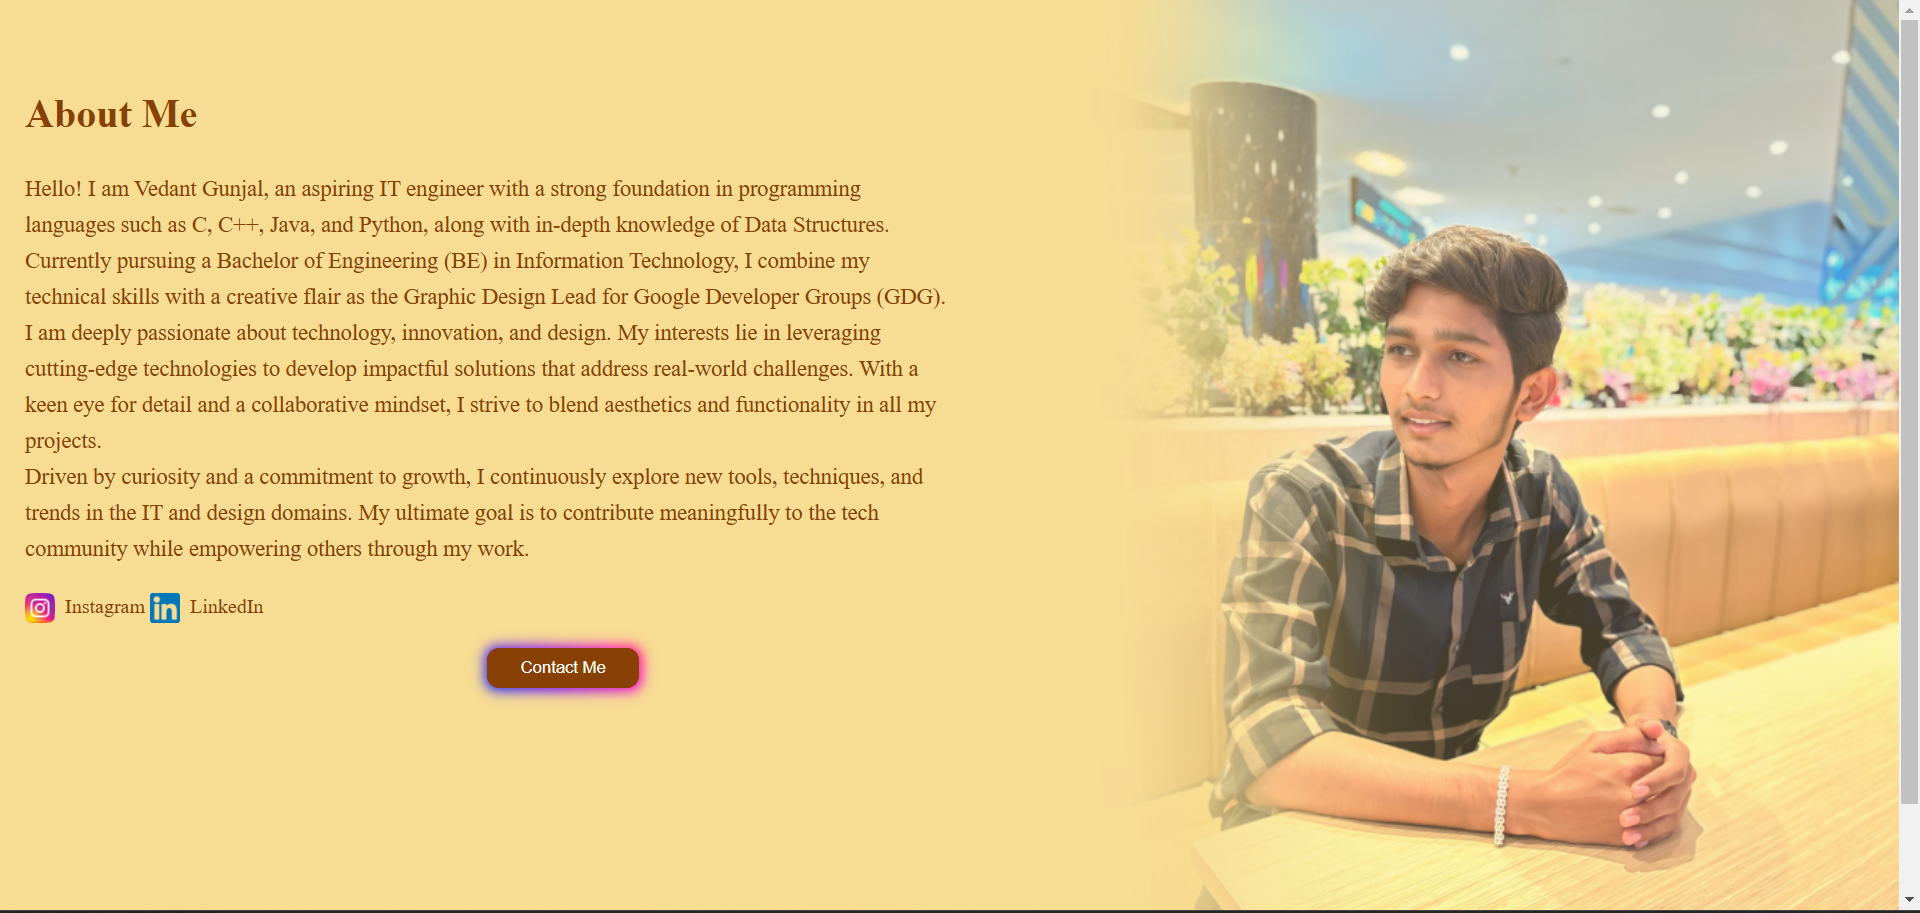 About Me
Hello! I am Vedant Gunjal, an aspiring IT engineer with a strong foundation in programming
languages such as C, C++, Java, and Python, along with in-depth knowledge of Data Structures.
Currently pursuing a Bachelor of Engineering (BE) in Information Technology, I combine my
technical skills with a creative flair as the Graphic Design Lead for Google Developer Groups (GDG).
I am deeply passionate about technology, innovation, and design. My interests lie in leveraging
cutting-edge technologies to develop impactful solutions that address real-world challenges. With a
keen eye for detail and a collaborative mindset, I strive to blend aesthetics and functionality in all my
projects.
Driven by curiosity and a commitment to growth, I continuously explore new tools, techniques, and
trends in the IT and design domains. My ultimate goal is to contribute meaningfully to the tech
community while empowering others through my work.
Instagram in LinkedIn
Contact Me